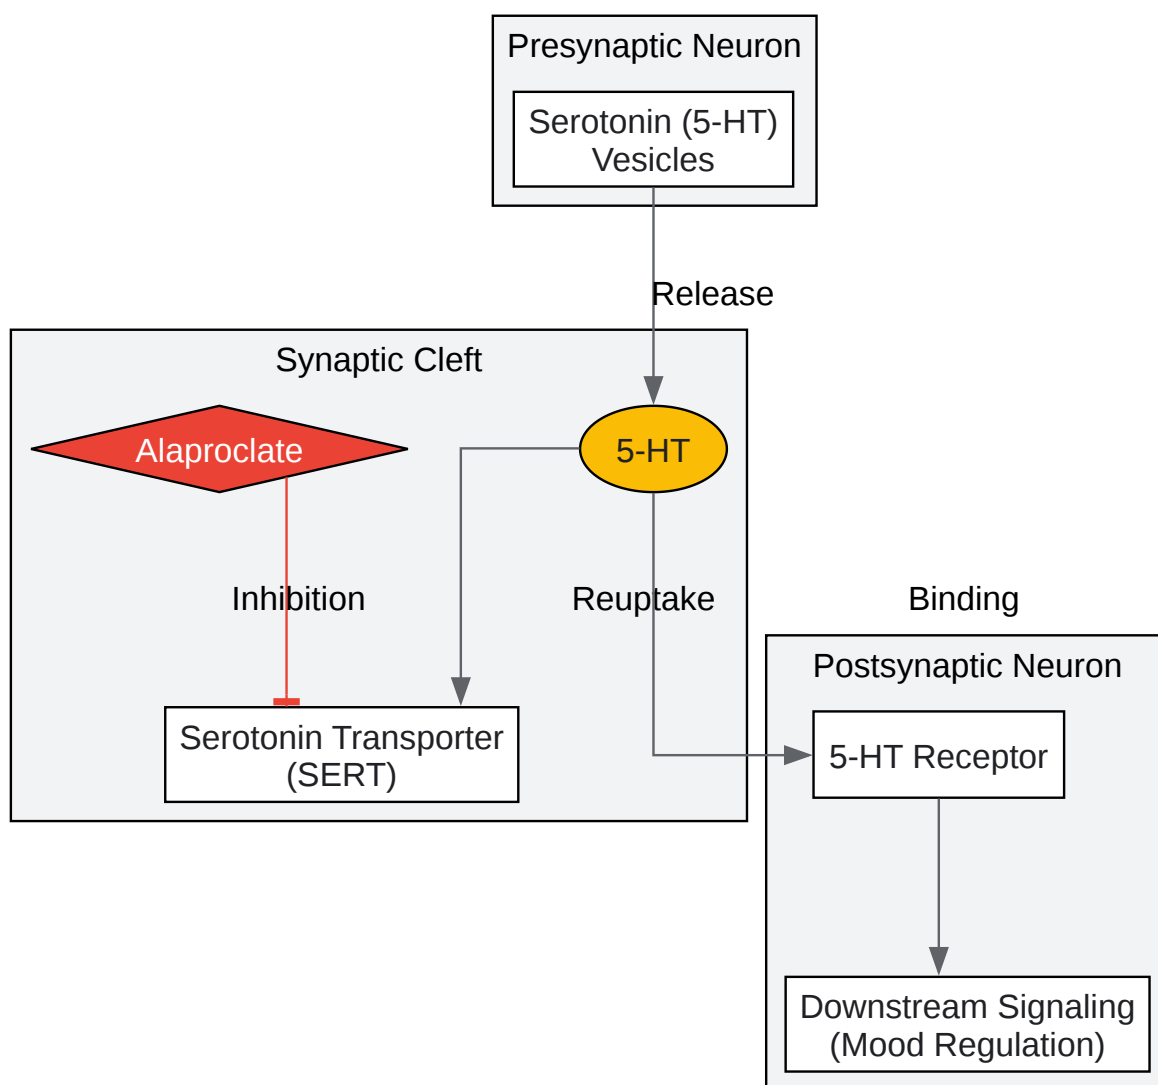 Presynaptic Neuron
Serotonin (5-HT)
Vesicles
Release
Synaptic Cleft
Alaproclate
5-HT
Inhibition
Reuptake
Binding
Postsynaptic Neuron
Serotonin Transporter
(SERT)
5-HT Receptor
Downstream Signaling
(Mood Regulation)